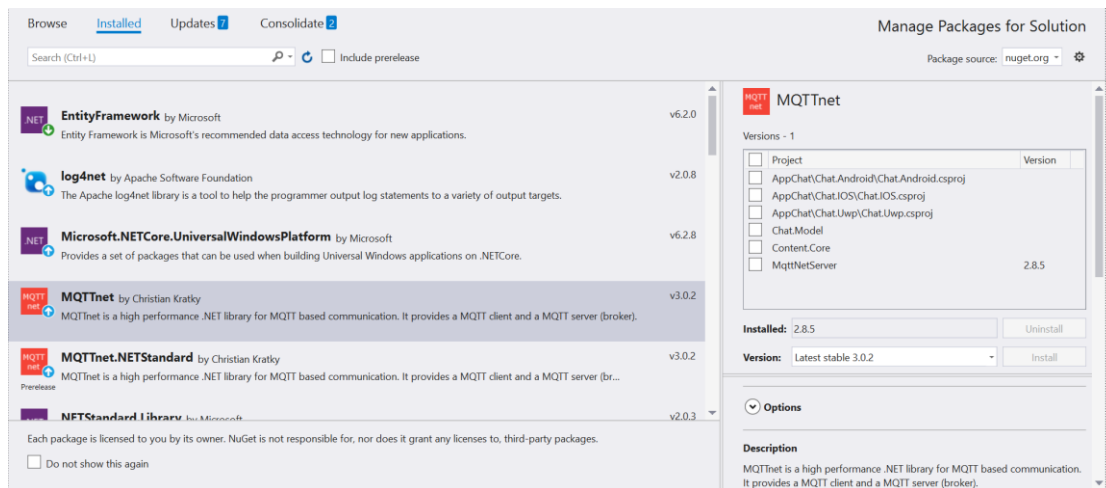 Browse Installed Updates 7 Consolidate 2
Manage Packages for Solution
Search (Ctrl+L) Include prerelease
Package source: nuget.org
.NET EntityFramework by Microsoft v6.2.0
Entity Framework is Microsoft's recommended data access technology for new applications.
log4net by Apache Software Foundation v2.0.8
The Apache log4net library is a tool to help the programmer output log statements to a variety of output targets.
.NET Microsoft.NETCore.UniversalWindowsPlatform by Microsoft v6.2.8
Provides a set of packages that can be used when building Universal Windows applications on .NETCore.
MQTT net MQTTnet by Christian Kratky v3.0.2
MQTTnet is a high performance .NET library for MQTT based communication. It provides a MQTT client and a MQTT server (broker).
MQTT net MQTTnet.NETStandard by Christian Kratky v3.0.2
MQTTnet is a high performance .NET library for MQTT based communication. It provides a MQTT client and a MQTT server (br...
Prerelease
NETStandard.Library by Microsoft v2.0.3
Each package is licensed to you by its owner. NuGet is not responsible for, nor does it grant any licenses to, third-party packages.
Do not show this again
MQTT net MQTTnet
Versions - 1
Project Version
AppChat\Chat.Android\Chat.Android.csproj
AppChat\Chat.IOS\Chat.IOS.csproj
AppChat\Chat.Uwp\Chat.Uwp.csproj
Chat.Model
Content.Core
MqttNetServer 2.8.5
Installed: 2.8.5 Uninstall
Version: Latest stable 3.0.2 Install
Options
Description
MQTTnet is a high performance .NET library for MQTT based communication.
It provides a MQTT client and a MQTT server (broker).